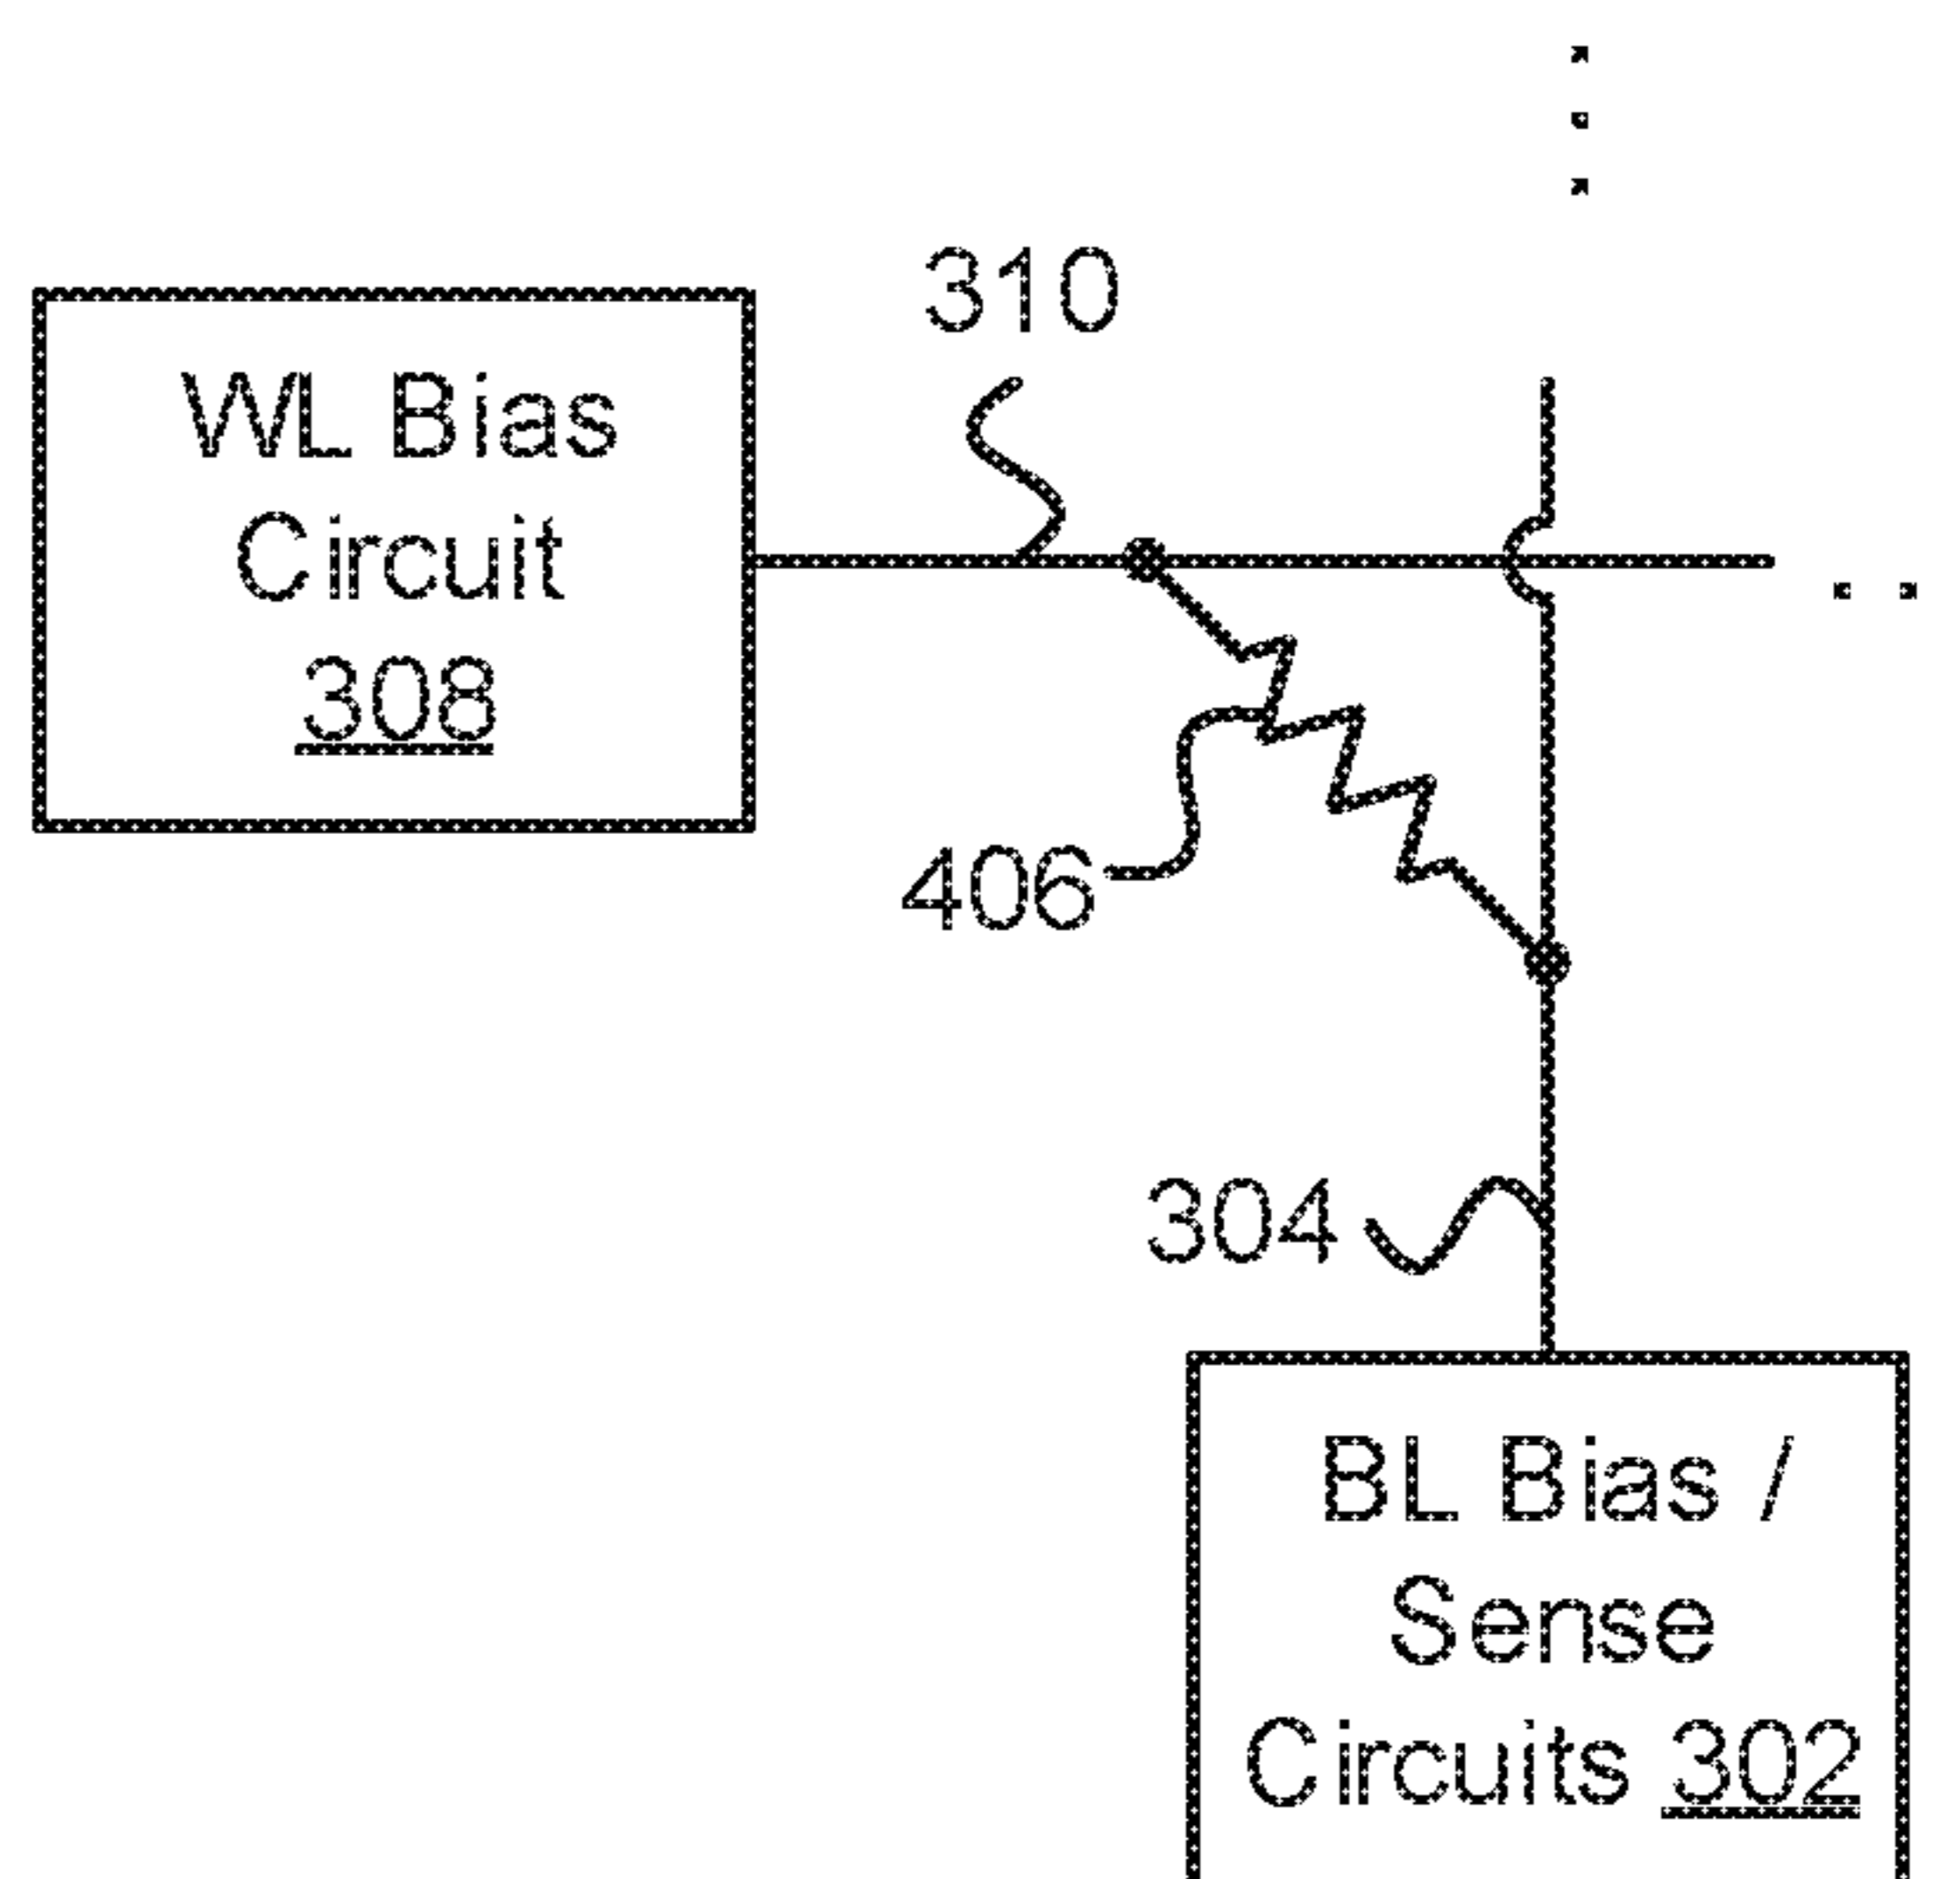 310
WL Bias
Circuit
308
406
304
BL Bias /
Sense
Circuits 302